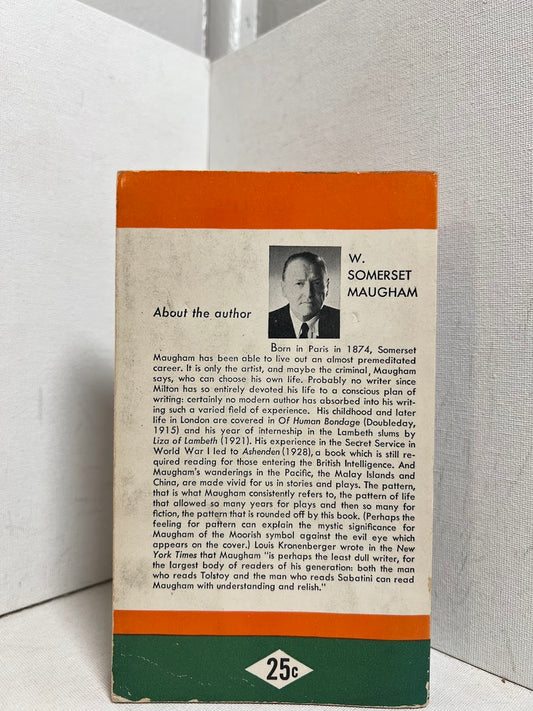 W.
SOMERSET
MAUGHAM
About the author
Born in Paris in 1874, Somerset
Maugham has been able to live out an almost premeditated
career. It is only the artist, and maybe the criminal, Maugham
says, who can choose his own life. Probably no writer since
Milton has so entirely devoted his life to a conscious plan of
writing: certainly no modern author has absorbed into his writ-
ing such a varied field of experience. His childhood and later
life in London are covered in Of Human Bondage (Doubleday,
1915) and his year of interneship in the Lambeth slums by
Liza of Lambeth (1921). His experience in the Secret Service in
World War I led to Ashenden (1928), a book which is still re-
quired reading for those entering the British Intelligence. And
Maugham's wanderings in the Pacific, the Malay Islands and
China, are made vivid for us in stories and plays. The pattern,
that is what Maugham consistently refers to, the pattern of life
that allowed so many years for plays and then so many for
fiction, the pattern that is rounded off by this book. (Perhaps the
feeling for pattern can explain the mystic significance for
Maugham of the Moorish symbol against the evil eye which
appears on the cover.) Louis Kronenberger wrote in the New
York Times that Maugham "is perhaps the least dull writer, for
the largest body of readers of his generation: both the man
who reads Tolstoy and the man who reads Sabatini can read
Maugham with understanding and relish."
25c